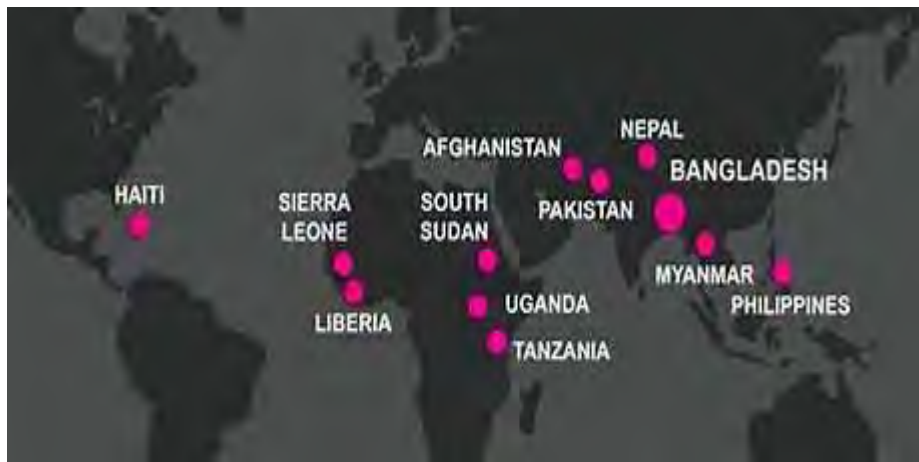 NEPAL
AFGHANISTAN
BANGLADESH
HAITI
SIERRA
LEONE
SOUTH
SUDAN
PAKISTAN
MYANMAR
PHILIPPINES
UGANDA
LIBERIA
TANZANIA